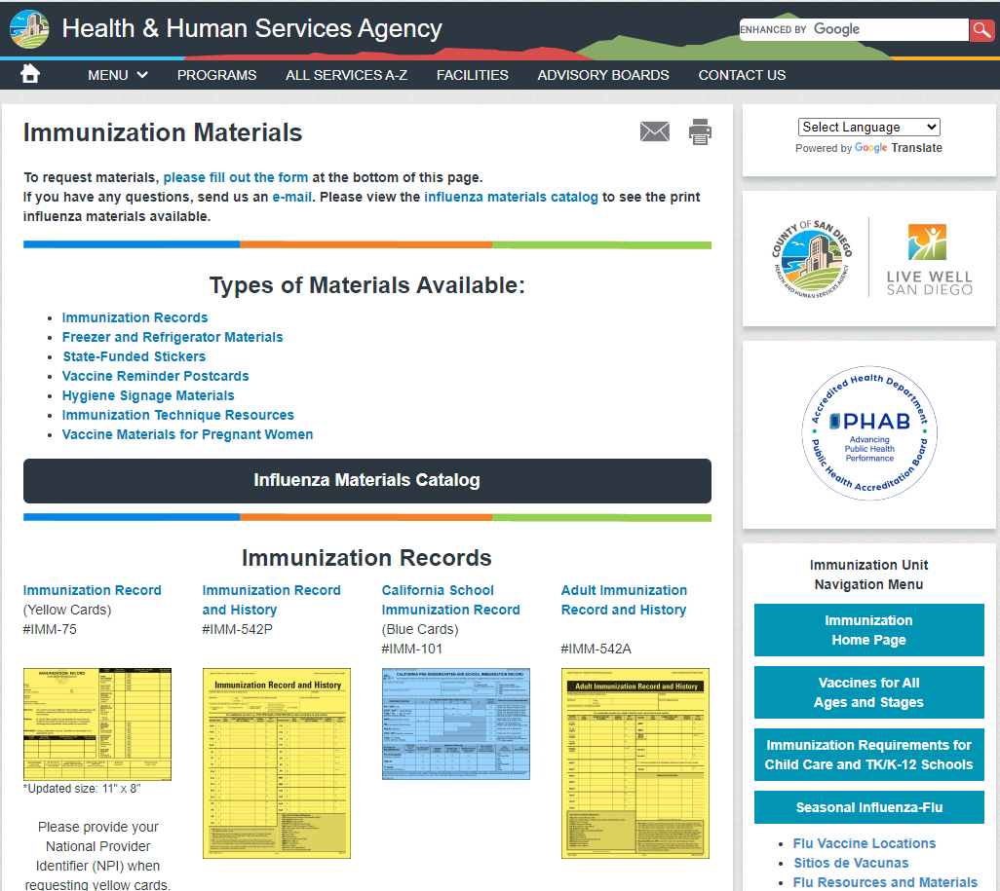 Health & Human Services Agency
ENHANCED BY Google
MENU PROGRAMS ALL SERVICES A-Z FACILITIES ADVISORY BOARDS CONTACT US
Immunization Materials
To request materials, please fill out the form at the bottom of this page.
If you have any questions, send us an e-mail. Please view the influenza materials catalog to see the print
influenza materials available.
Types of Materials Available:
Immunization Records
Freezer and Refrigerator Materials
State-Funded Stickers
Vaccine Reminder Postcards
Hygiene Signage Materials
Immunization Technique Resources
Vaccine Materials for Pregnant Women
Influenza Materials Catalog
Immunization Records
Immunization Record
(Yellow Cards)
#IMM-75
IMMUNIZATION RECORD
*Updated size: 11" x 8"
Please provide your
National Provider
Identifier (NPI) when
requesting yellow cards.
Immunization Record
and History
#IMM-542P
Immunization Record and History
California School
Immunization Record
(Blue Cards)
#IMM-101
CALIFORNIA PRE-KINDERGARTEN AND SCHOOL IMMUNIZATION RECORD
Adult Immunization
Record and History
#IMM-542A
Adult Immunization Record and History
Select Language
Powered by Google Translate
COUNTY OF SAN DIEGO
HEALTH AND HUMAN SERVICES AGENCY
LIVE WELL
SAN DIEGO
Accredited Health Department
PHAB
Advancing
Public Health
Performance
Public Health Accreditation Board
Immunization Unit
Navigation Menu
Immunization
Home Page
Vaccines for All
Ages and Stages
Immunization Requirements for
Child Care and TK/K-12 Schools
Seasonal Influenza-Flu
Flu Vaccine Locations
Sitios de Vacunas
Flu Resources and Materials